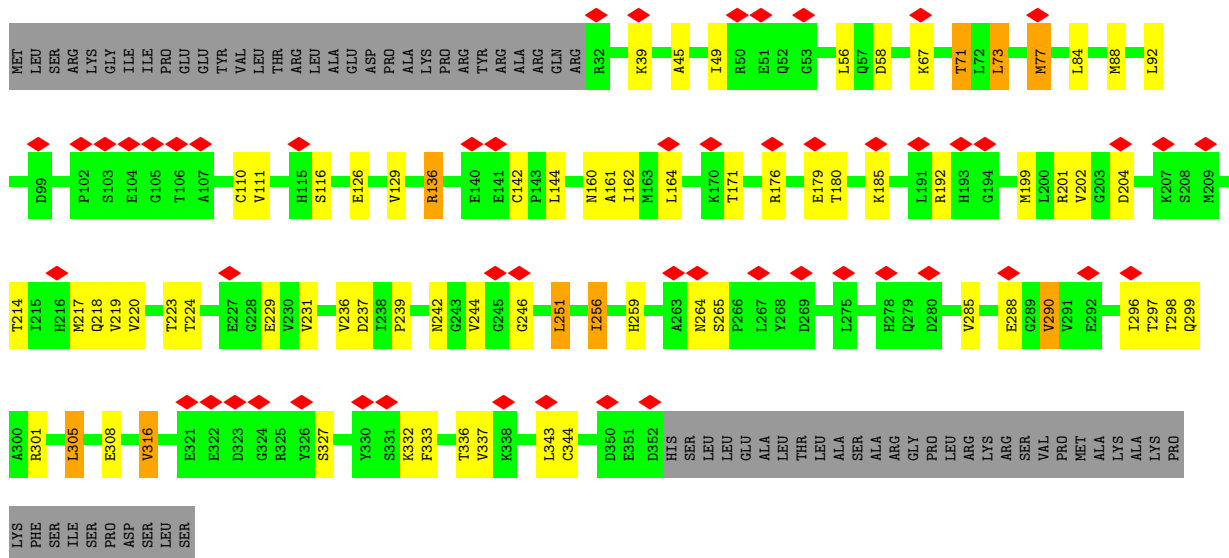 MET LEU SER ARG ARG LYS GLY ILE ILE PRO GLU GLU TYR VAL LEU THR ARG LEU ALA GLU ASP PRO ALA LYS PRO ARG TYR ARG ALA ARG GLN ARG R32 K39 A45 I49 R50 E51 Q52 G53 L56 Q57 D58 K67 T71 L72 L73 M77 L84 M88 L92
D99 P102 S103 E104 G105 T106 A107 C110 V111 H115 S116 E126 V129 R136 E140 E141 C142 P143 L144 N160 A161 I162 M163 L164 K170 T171 R176 E179 T180 K185 L191 R192 H193 G194 M199 L200 R201 V202 G203 D204 K207 S208 M209
T214 I215 H216 M217 Q218 V219 V220 T223 T224 E227 G228 E229 V230 V231 V236 D237 I238 P239 N242 G243 V244 G245 G246 L251 I256 H259 A263 N264 S265 P266 L267 Y268 D269 L275 H278 Q279 D280 V285 E288 G289 V290 V291 E292 I296 T297 T298 Q299
A300 R301 L305 E308 V316 E321 E322 D323 G324 R325 Y326 S327 Y330 S331 K332 F333 T336 V337 K338 L343 C344 D350 E351 D352 HIS SER LEU LEU GLU ALA LEU THR LEU ALA SER ALA ARG GLY PRO LEU ARG LYS ARG SER VAL PRO MET ALA LYS ALA LYS PRO
LYS PHE SER ILE SER PRO ASP SER LEU SER